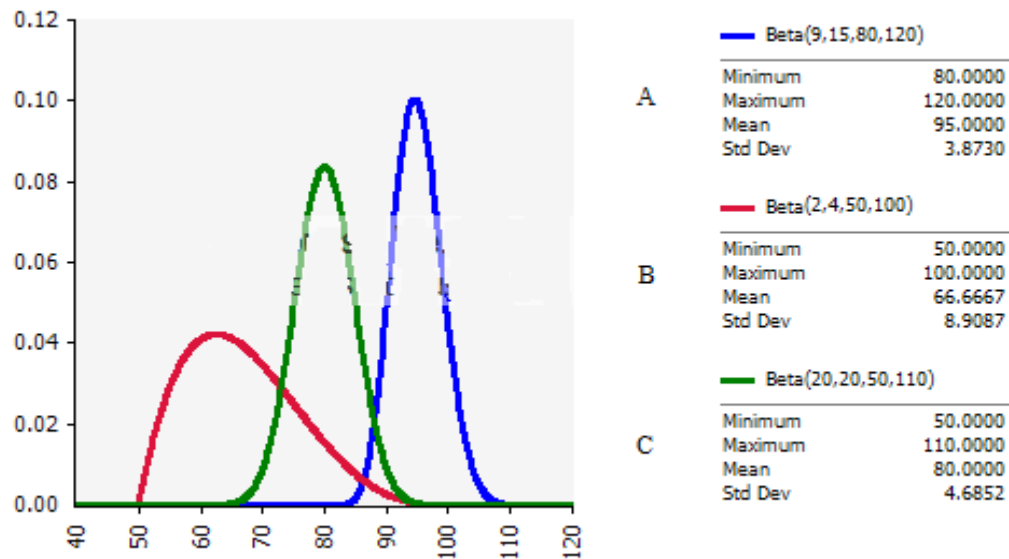 0.12
0.10
0.08
0.06
0.04
0.02
0.00
40
50
60
70
80
90
100
110
120
A
Beta(9,15,80,120)
Minimum 80.0000
Maximum 120.0000
Mean 95.0000
Std Dev 3.8730
B
Beta(2,4,50,100)
Minimum 50.0000
Maximum 100.0000
Mean 66.6667
Std Dev 8.9087
C
Beta(20,20,50,110)
Minimum 50.0000
Maximum 110.0000
Mean 80.0000
Std Dev 4.6852